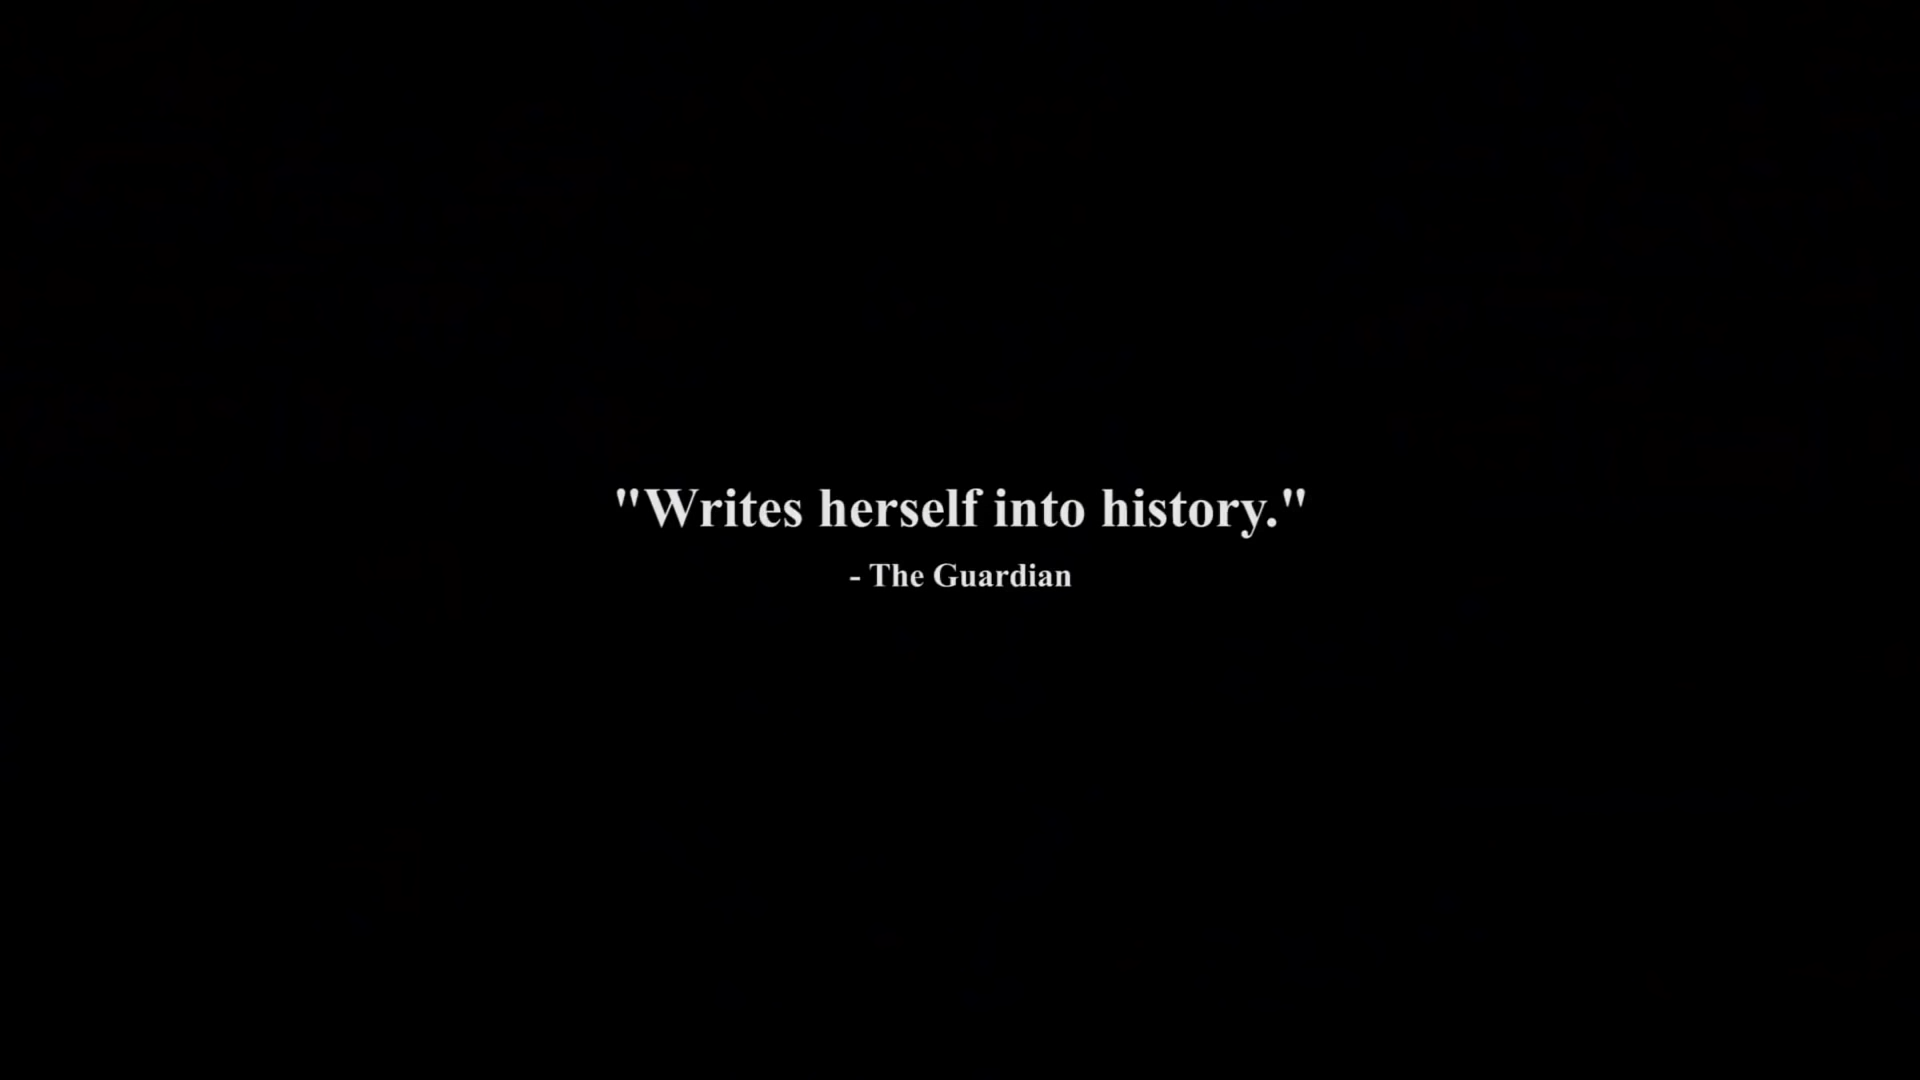 "Writes herself into history."
- The Guardian